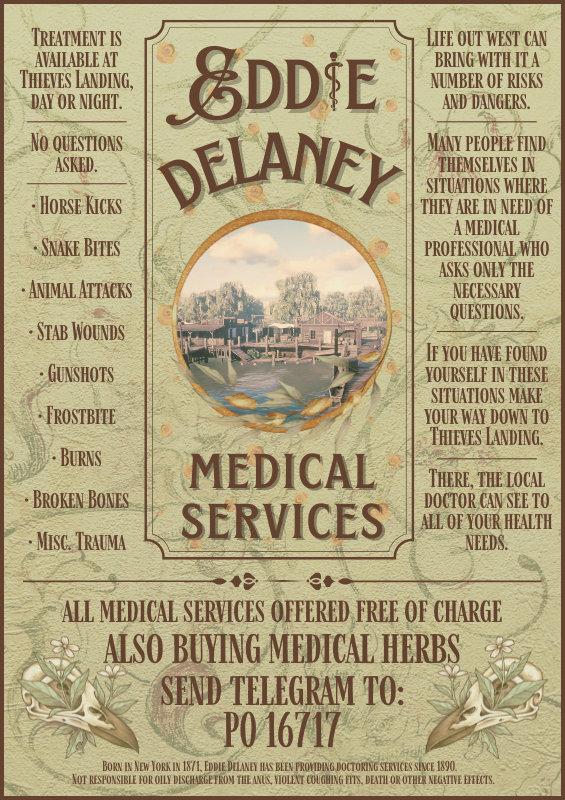 EDDIE
DELANEY
MEDICAL
SERVICES
TREATMENT IS
AVAILABLE AT
THIEVES LANDING,
DAY OR NIGHT.
NO QUESTIONS
ASKED.
· HORSE KICKS
· SNAKE BITES
· ANIMAL ATTACKS
· STAB WOUNDS
· GUNSHOTS
· FROSTBITE
· BURNS
· BROKEN BONES
· MISC. TRAUMA
LIFE OUT WEST CAN
BRING WITH IT A
NUMBER OF RISKS
AND DANGERS.
MANY PEOPLE FIND
THEMSELVES IN
SITUATIONS WHERE
THEY ARE IN NEED OF
A MEDICAL
PROFESSIONAL WHO
ASKS ONLY THE
NECESSARY
QUESTIONS.
IF YOU HAVE FOUND
YOURSELF IN THESE
SITUATIONS MAKE
YOUR WAY DOWN TO
THIEVES LANDING.
THERE, THE LOCAL
DOCTOR CAN SEE TO
ALL OF YOUR HEALTH
NEEDS.
ALL MEDICAL SERVICES OFFERED FREE OF CHARGE
ALSO BUYING MEDICAL HERBS
SEND TELEGRAM TO:
PO 16717
BORN IN NEW YORK IN 1871, EDDIE DELANEY HAS BEEN PROVIDING DOCTORING SERVICES SINCE 1890.
NOT RESPONSIBLE FOR OILY DISCHARGE FROM THE ANUS, VIOLENT COUGHING FITS, DEATH OR OTHER NEGATIVE EFFECTS.